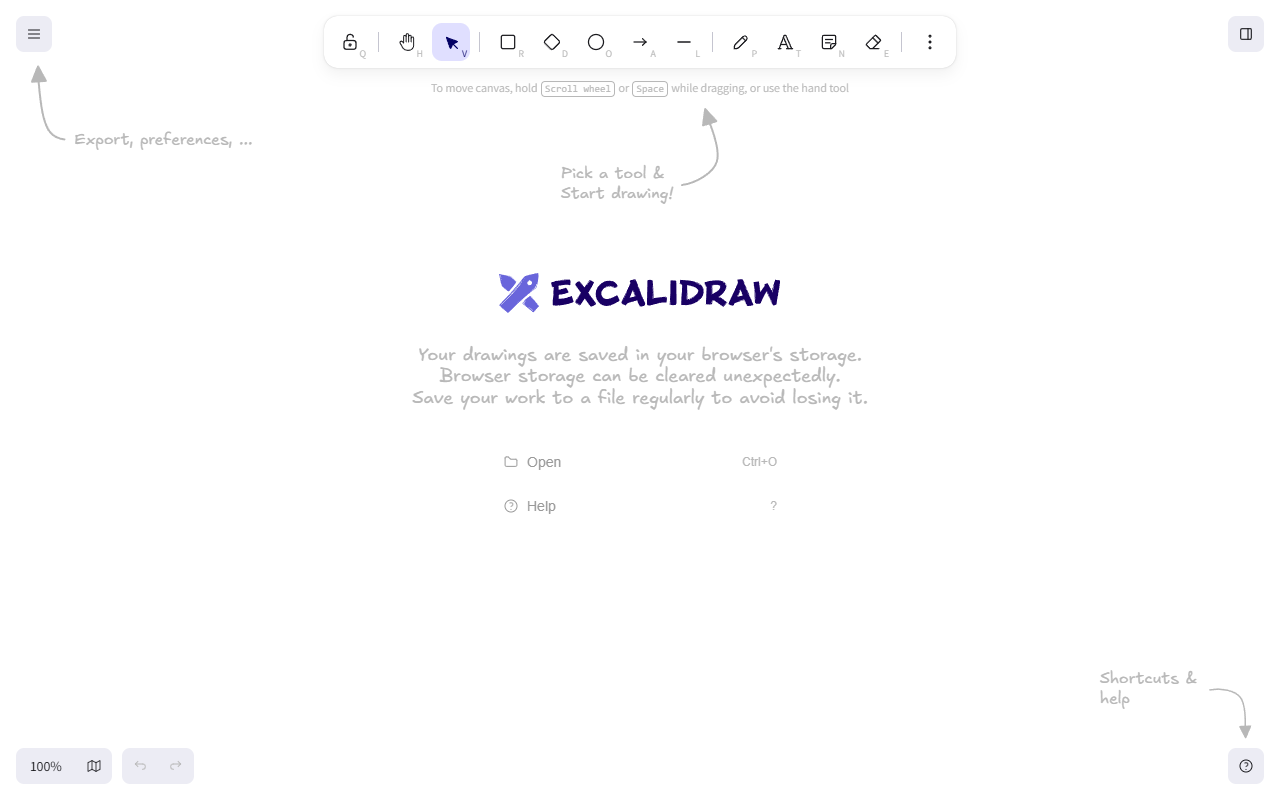 Q
H
V
R
D
O
A
L
P
T
N
E
To move canvas, hold Scroll wheel or Space while dragging, or use the hand tool
Export, preferences, ...
Pick a tool &
Start drawing!
EXCALIDRAW
Your drawings are saved in your browser's storage.
Browser storage can be cleared unexpectedly.
Save your work to a file regularly to avoid losing it.
Open Ctrl+O
Help ?
Shortcuts &
help
100%